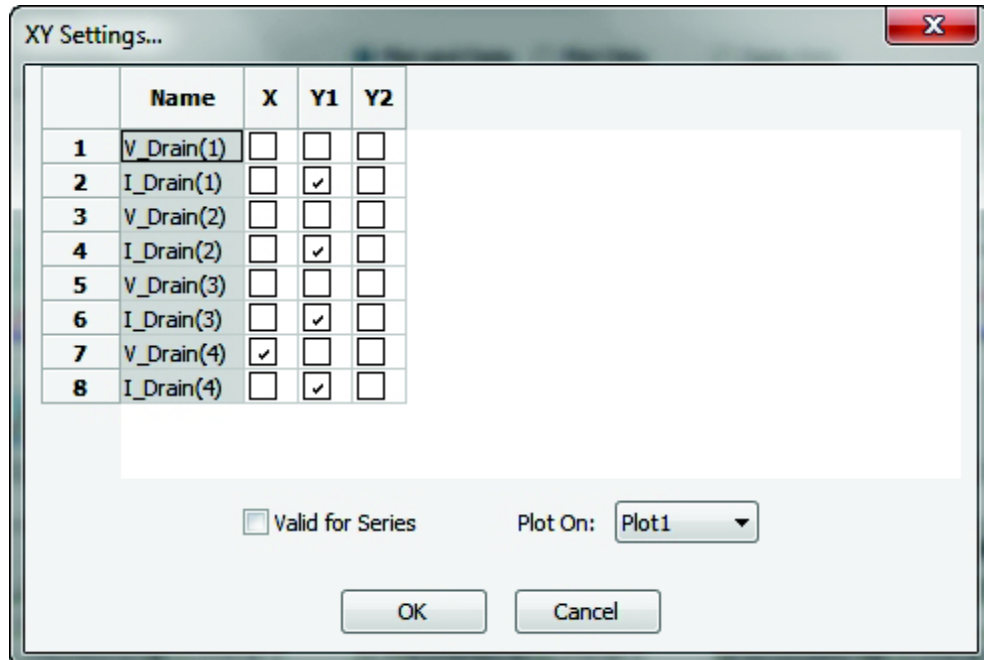 XY Settings...
Name X Y1 Y2
1 V_Drain(1)
2 I_Drain(1)
3 V_Drain(2)
4 I_Drain(2)
5 V_Drain(3)
6 I_Drain(3)
7 V_Drain(4)
8 I_Drain(4)
Valid for Series Plot On: Plot1
OK Cancel